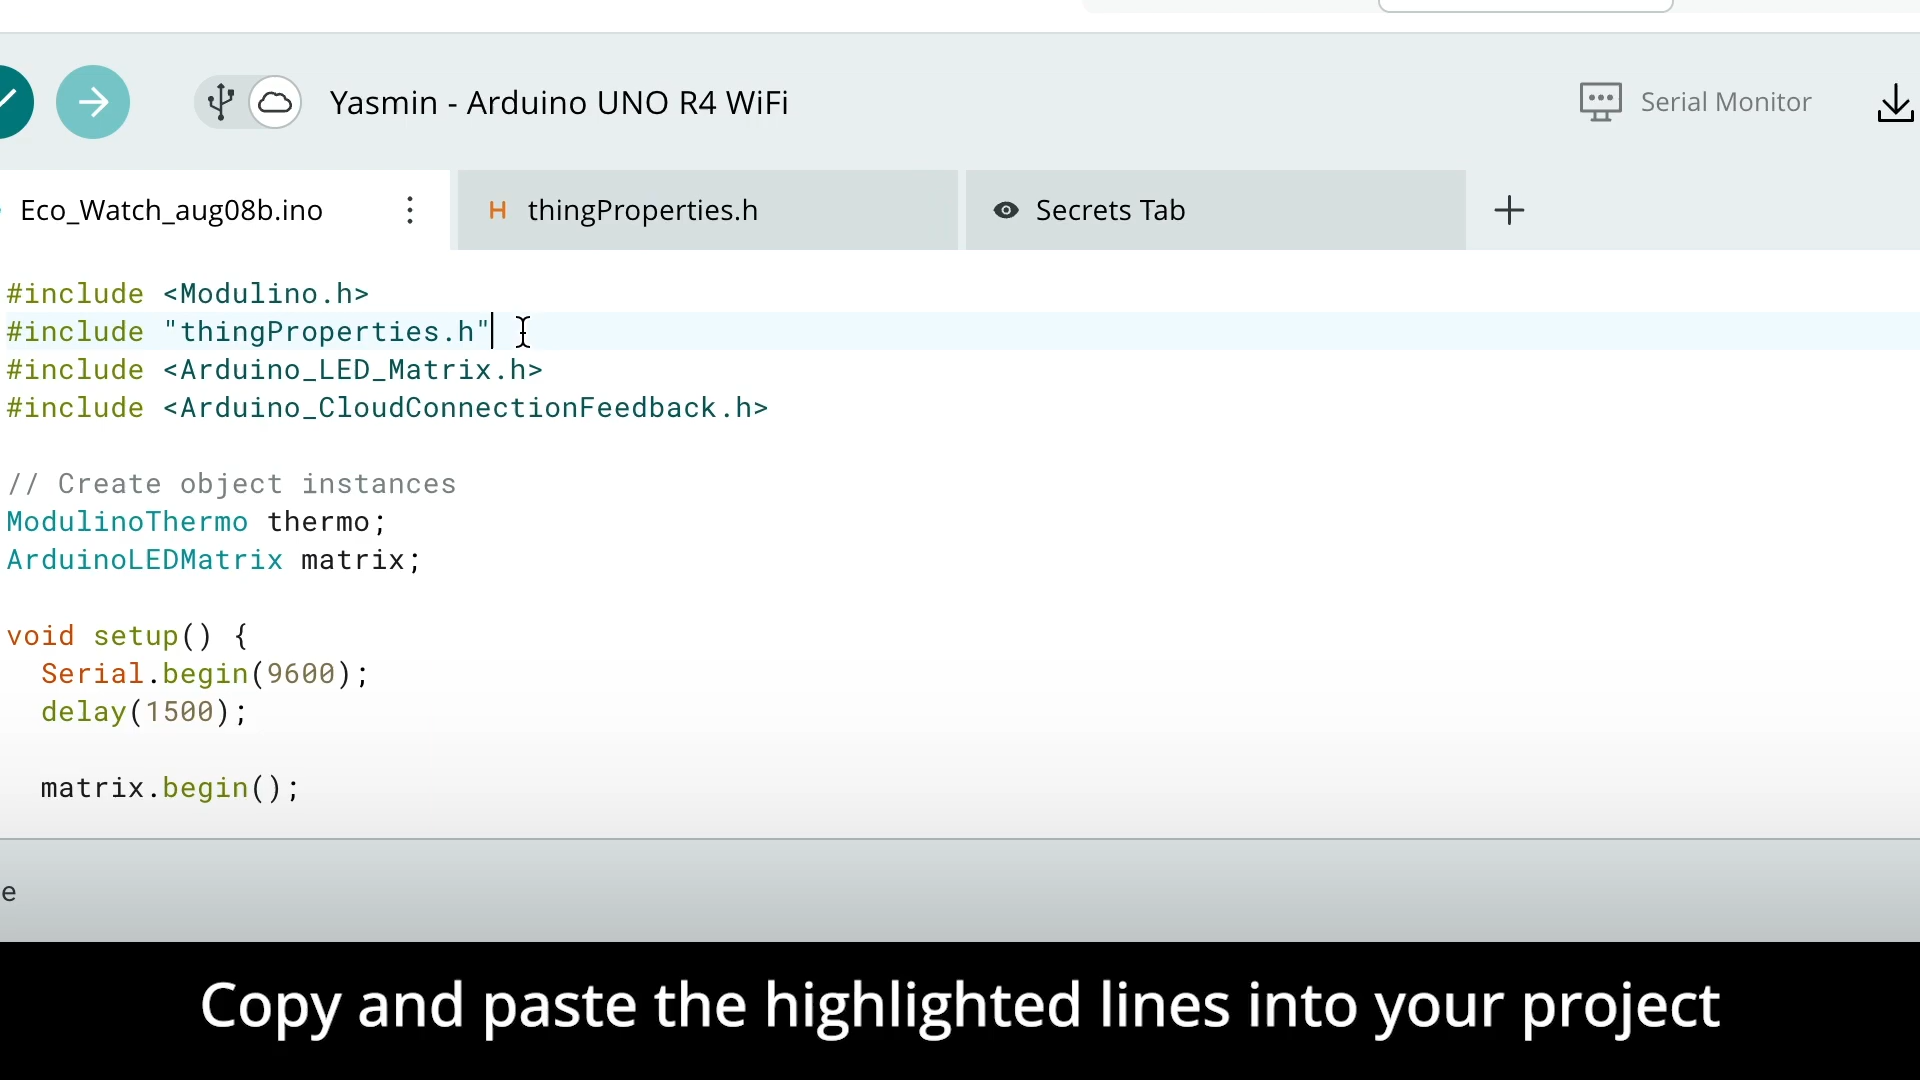 Yasmin - Arduino UNO R4 WiFi
Serial Monitor
Eco_Watch_aug08b.ino
H thingProperties.h
Secrets Tab
#include <Modulino.h>
#include "thingProperties.h"
#include <Arduino_LED_Matrix.h>
#include <Arduino_CloudConnectionFeedback.h>
// Create object instances
ModulinoThermo thermo;
ArduinoLEDMatrix matrix;
void setup() {
  Serial.begin(9600);
  delay(1500);
  matrix.begin();
e
Copy and paste the highlighted lines into your project